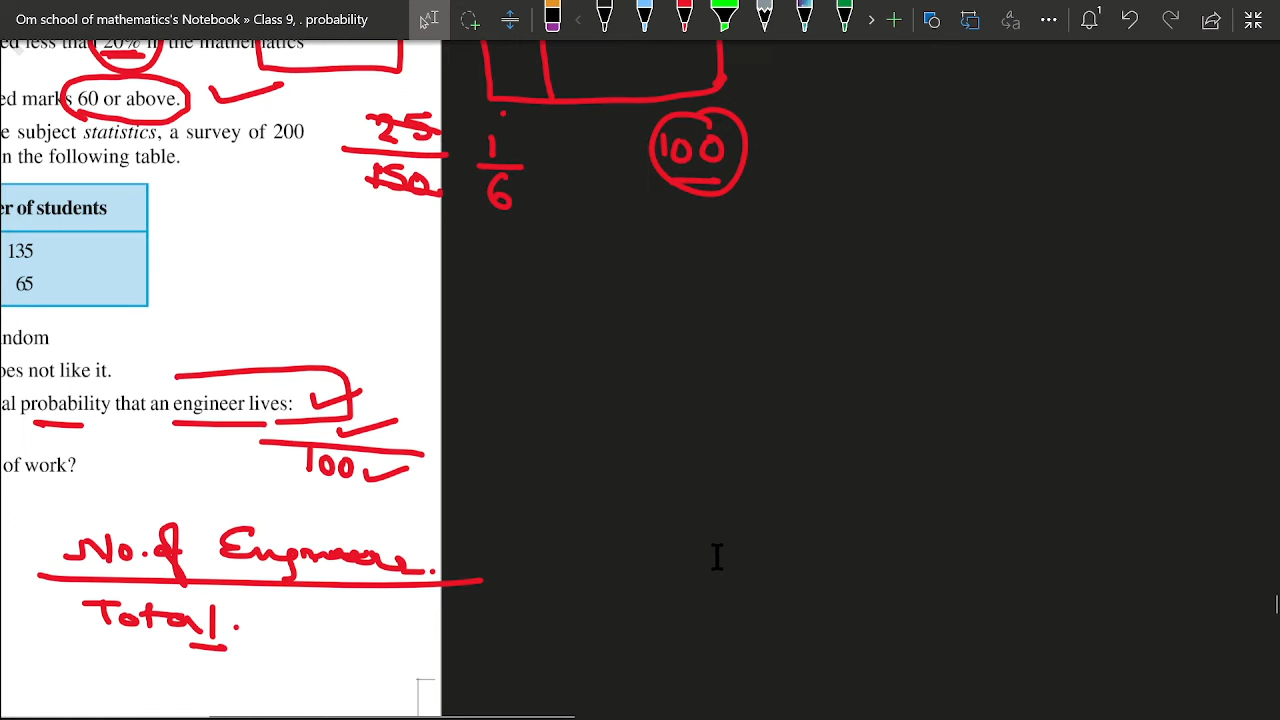 Om school of mathematics's Notebook » Class 9, . probability
ed less than 20% in the mathematics
ed marks 60 or above.
e subject statistics, a survey of 200
n the following table.
er of students
135
65
ndom
oes not like it.
al probability that an engineer lives:
of work?
25
150
1
6
100
100
No. of Engineers.
Total.